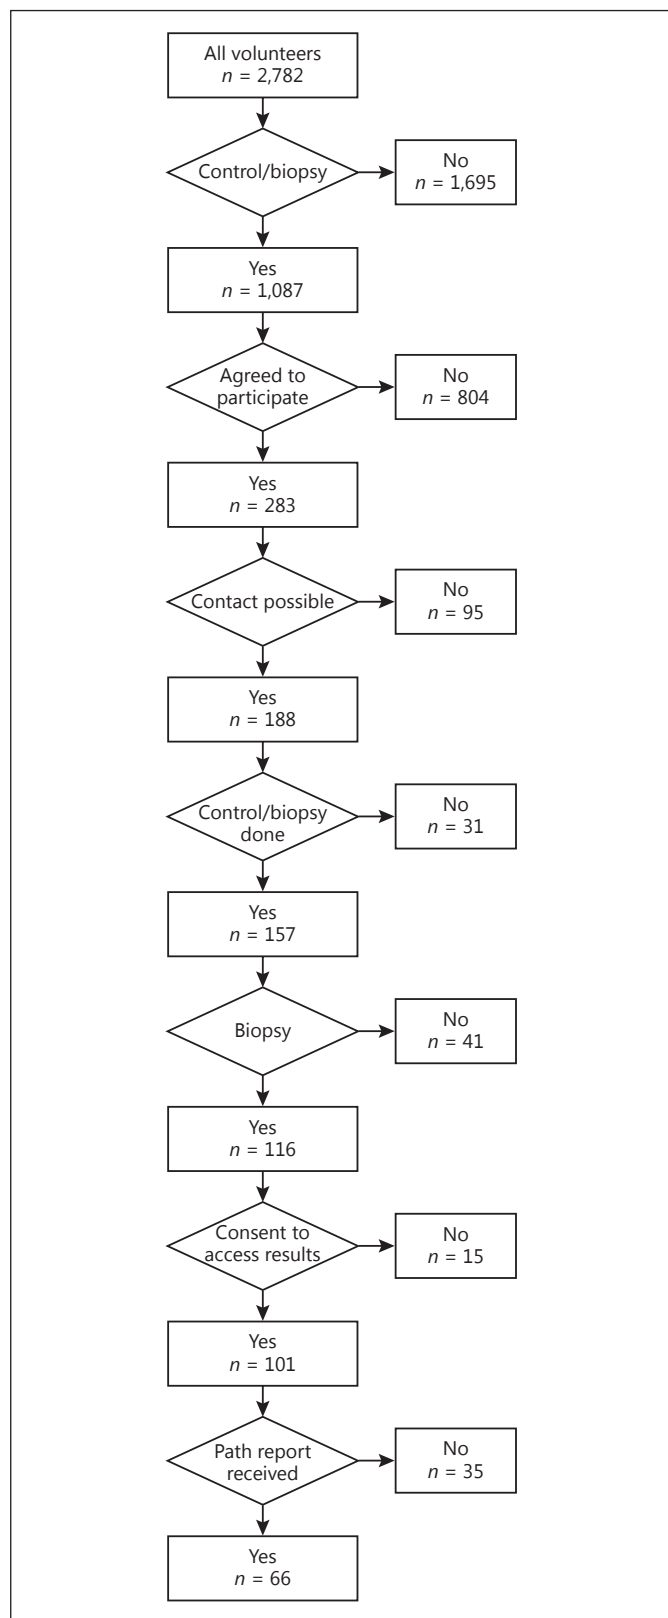 All volunteers
n = 2,782
Control/biopsy
No
n = 1,695
Yes
n = 1,087
Agreed to
participate
No
n = 804
Yes
n = 283
Contact possible
No
n = 95
Yes
n = 188
Control/biopsy
done
No
n = 31
Yes
n = 157
Biopsy
No
n = 41
Yes
n = 116
Consent to
access results
No
n = 15
Yes
n = 101
Path report
received
No
n = 35
Yes
n = 66